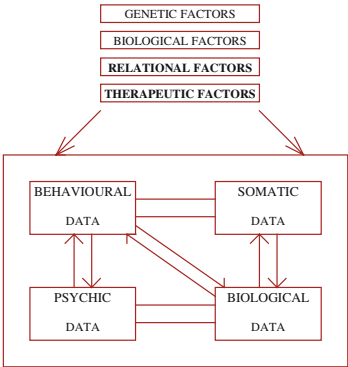 GENETIC FACTORS
BIOLOGICAL FACTORS
RELATIONAL FACTORS
THERAPEUTIC FACTORS
BEHAVIOURAL
DATA
SOMATIC
DATA
PSYCHIC
DATA
BIOLOGICAL
DATA